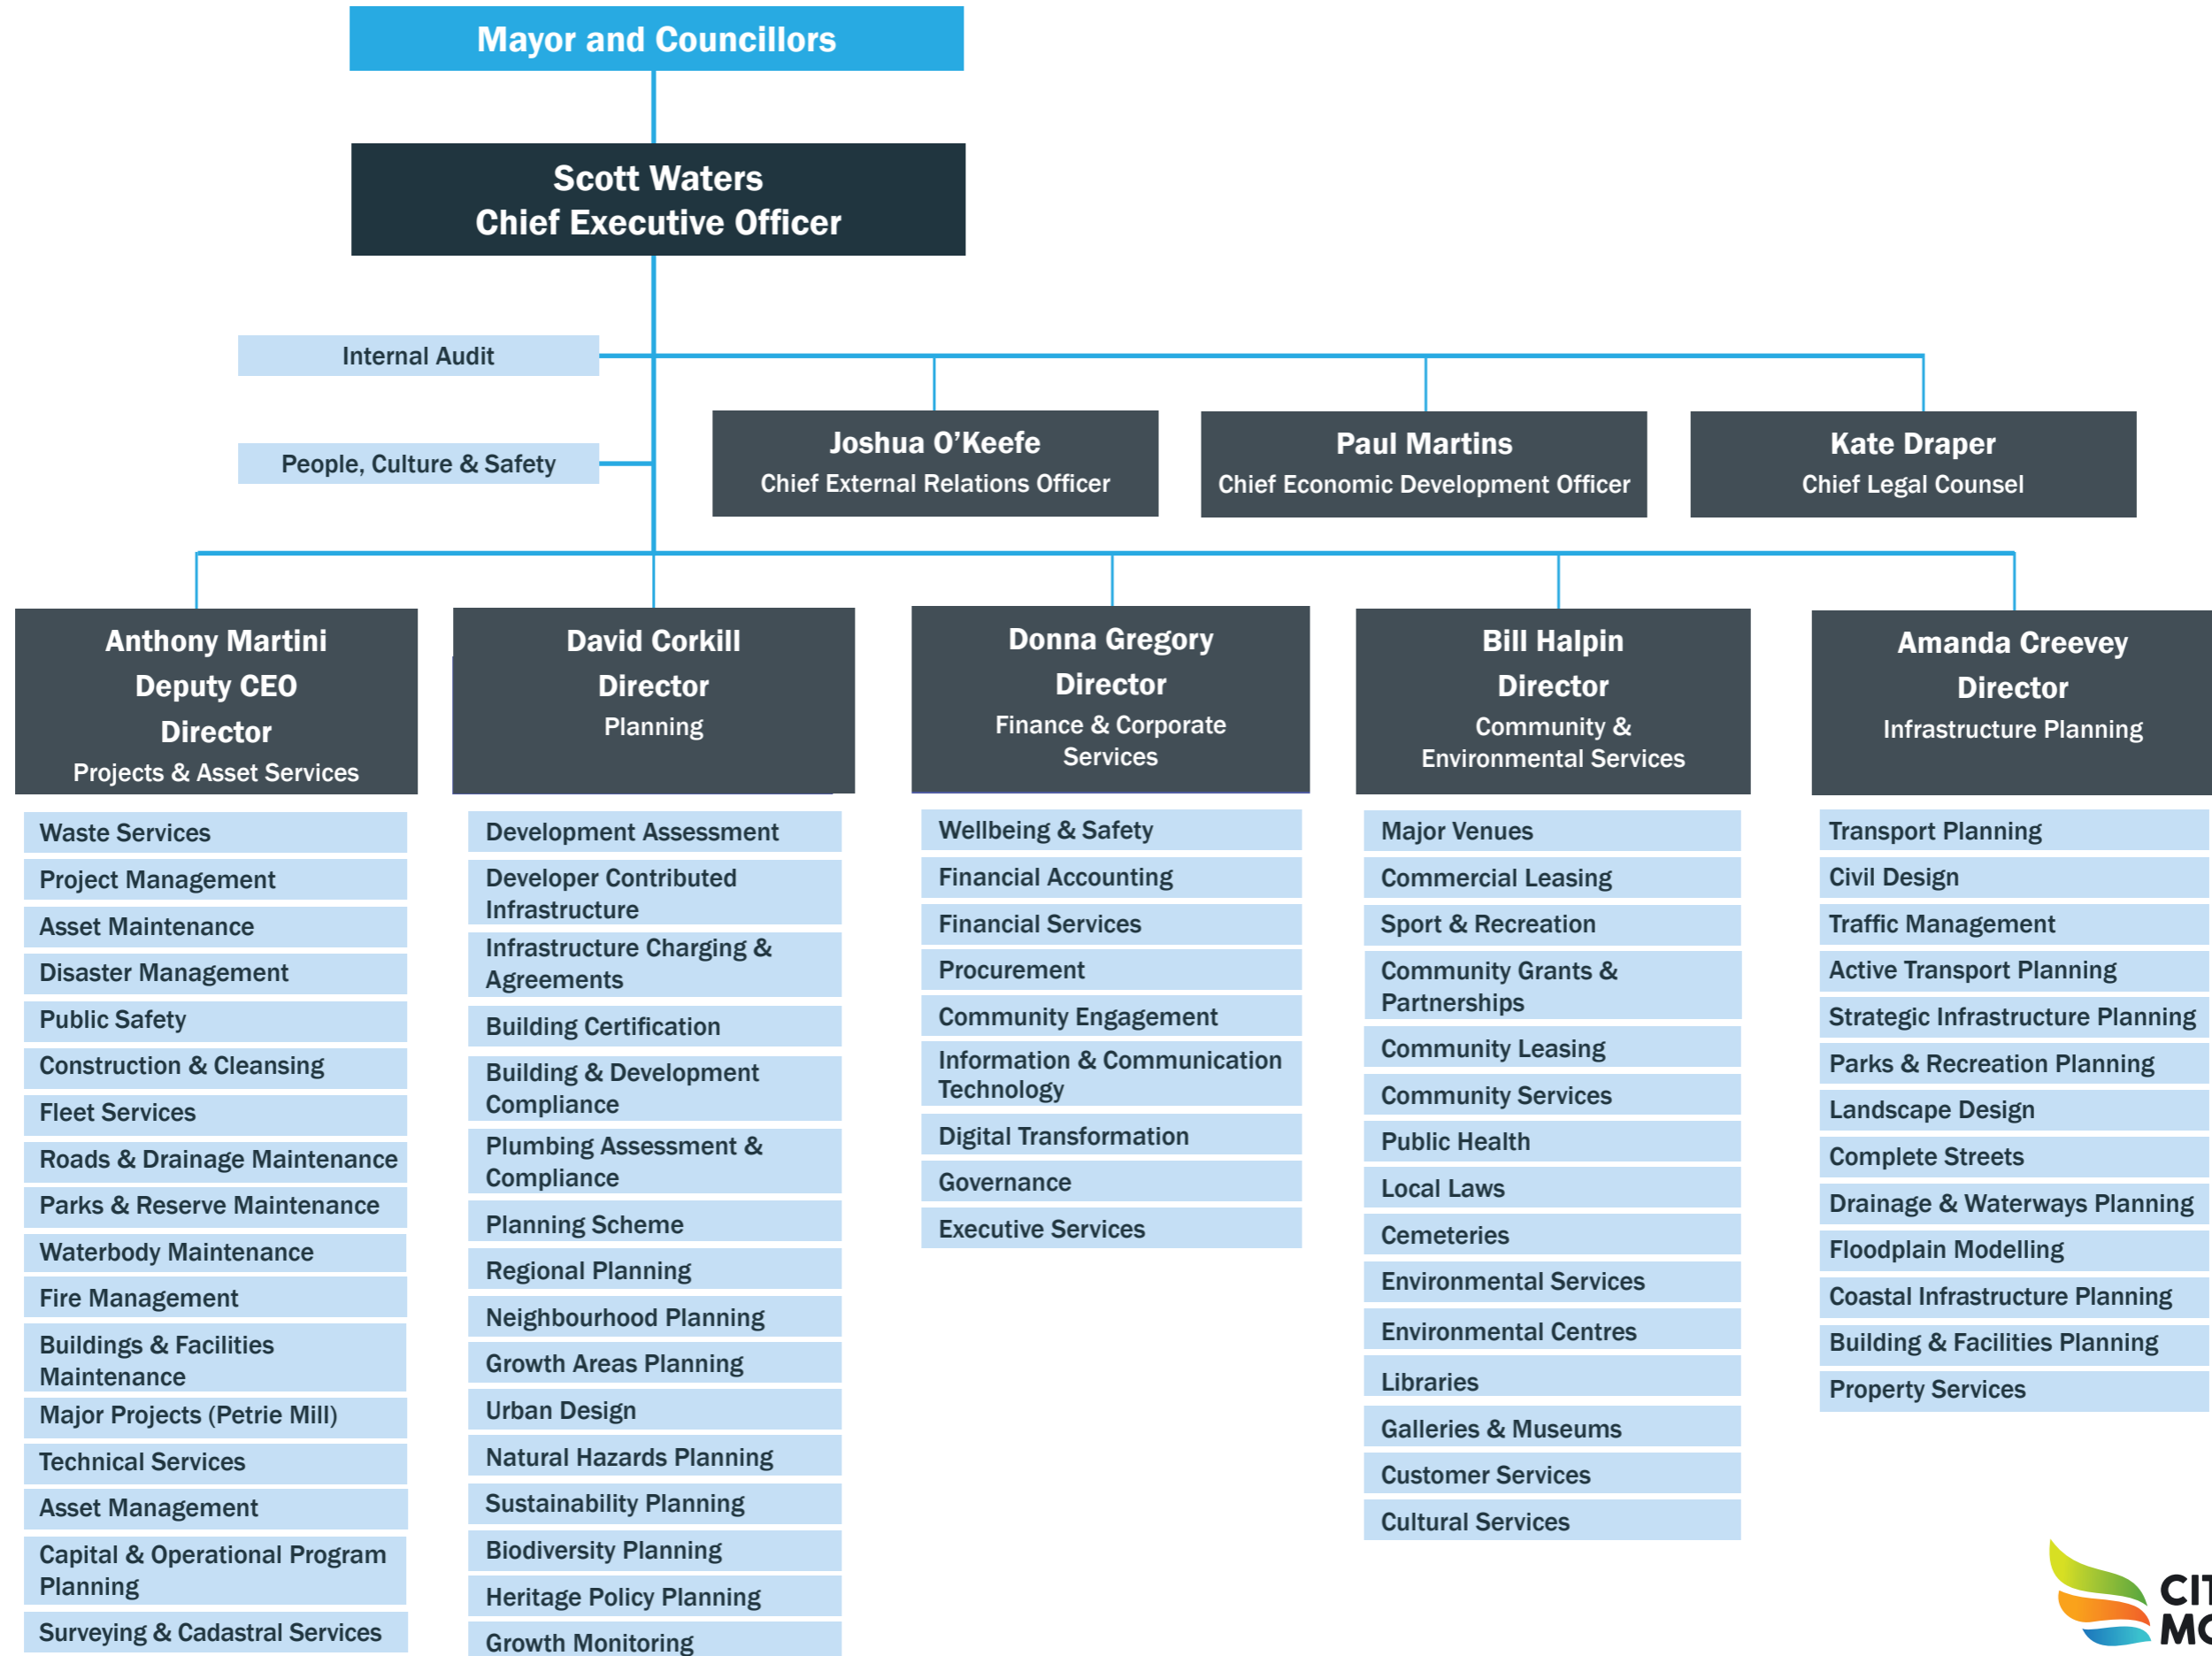 Mayor and Councillors
Scott Waters
Chief Executive Officer
Internal Audit
People, Culture & Safety
Joshua O’Keefe
Chief External Relations Officer
Paul Martins
Chief Economic Development Officer
Kate Draper
Chief Legal Counsel
Anthony Martini
Deputy CEO
Director
Projects & Asset Services
Waste Services
Project Management
Asset Maintenance
Disaster Management
Public Safety
Construction & Cleansing
Fleet Services
Roads & Drainage Maintenance
Parks & Reserve Maintenance
Waterbody Maintenance
Fire Management
Buildings & Facilities
Maintenance
Major Projects (Petrie Mill)
Technical Services
Asset Management
Capital & Operational Program
Planning
Surveying & Cadastral Services
David Corkill
Director
Planning
Development Assessment
Developer Contributed
Infrastructure
Infrastructure Charging &
Agreements
Building Certification
Building & Development
Compliance
Plumbing Assessment &
Compliance
Planning Scheme
Regional Planning
Neighbourhood Planning
Growth Areas Planning
Urban Design
Natural Hazards Planning
Sustainability Planning
Biodiversity Planning
Heritage Policy Planning
Growth Monitoring
Donna Gregory
Director
Finance & Corporate
Services
Wellbeing & Safety
Financial Accounting
Financial Services
Procurement
Community Engagement
Information & Communication
Technology
Digital Transformation
Governance
Executive Services
Bill Halpin
Director
Community &
Environmental Services
Major Venues
Commercial Leasing
Sport & Recreation
Community Grants &
Partnerships
Community Leasing
Community Services
Public Health
Local Laws
Cemeteries
Environmental Services
Environmental Centres
Libraries
Galleries & Museums
Customer Services
Cultural Services
Amanda Creevey
Director
Infrastructure Planning
Transport Planning
Civil Design
Traffic Management
Active Transport Planning
Strategic Infrastructure Planning
Parks & Recreation Planning
Landscape Design
Complete Streets
Drainage & Waterways Planning
Floodplain Modelling
Coastal Infrastructure Planning
Building & Facilities Planning
Property Services